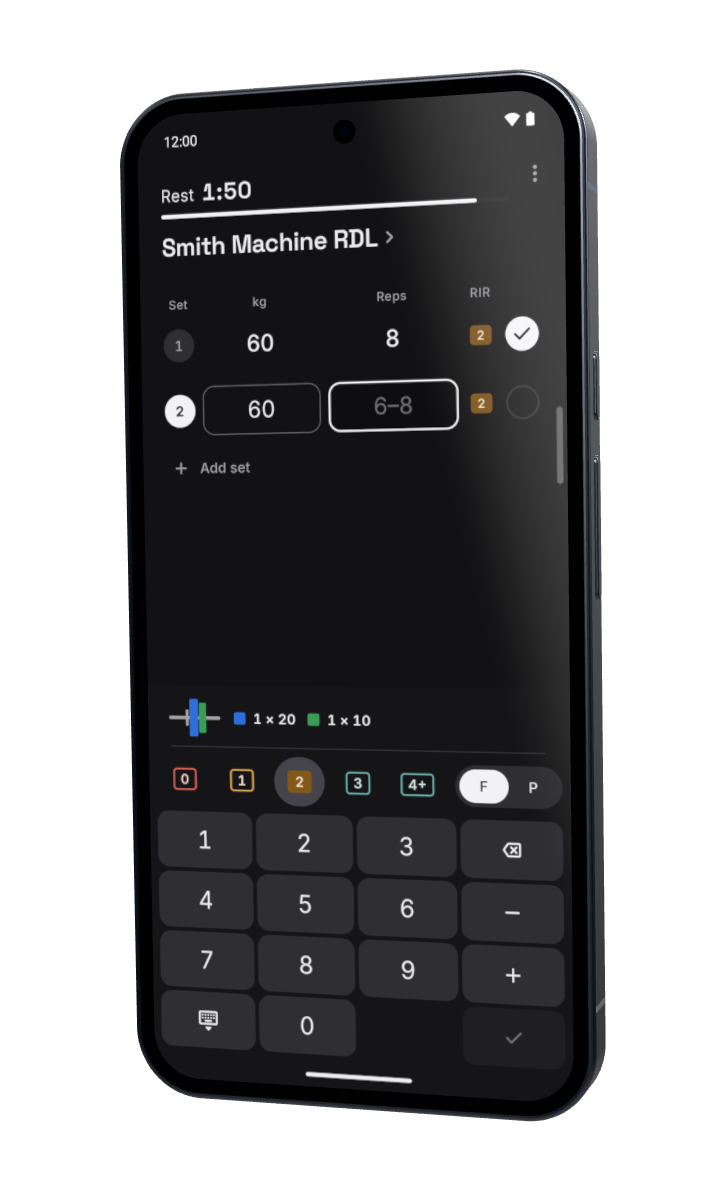 12:00
Rest 1:50
Smith Machine RDL
Set kg Reps RIR
1 60 8 2
2 60 6–8 2
+ Add set
1 × 20 1 × 10
0 1 2 3 4+ F P
1 2 3
4 5 6 −
7 8 9 +
0